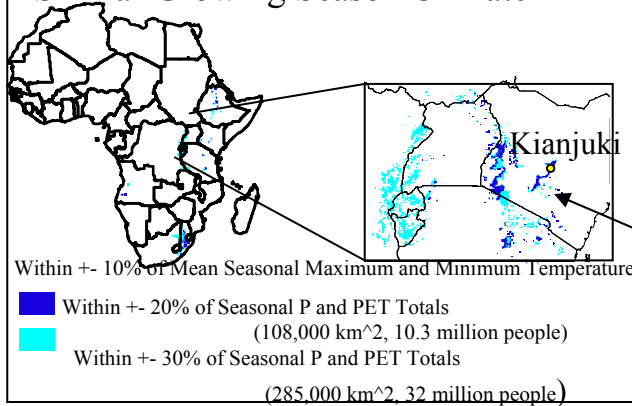 Kianjuki
Within +- 10% of Mean Seasonal Maximum and Minimum Temperature
Within +- 20% of Seasonal P and PET Totals
(108,000 km^2, 10.3 million people)
Within +- 30% of Seasonal P and PET Totals
(285,000 km^2, 32 million people)